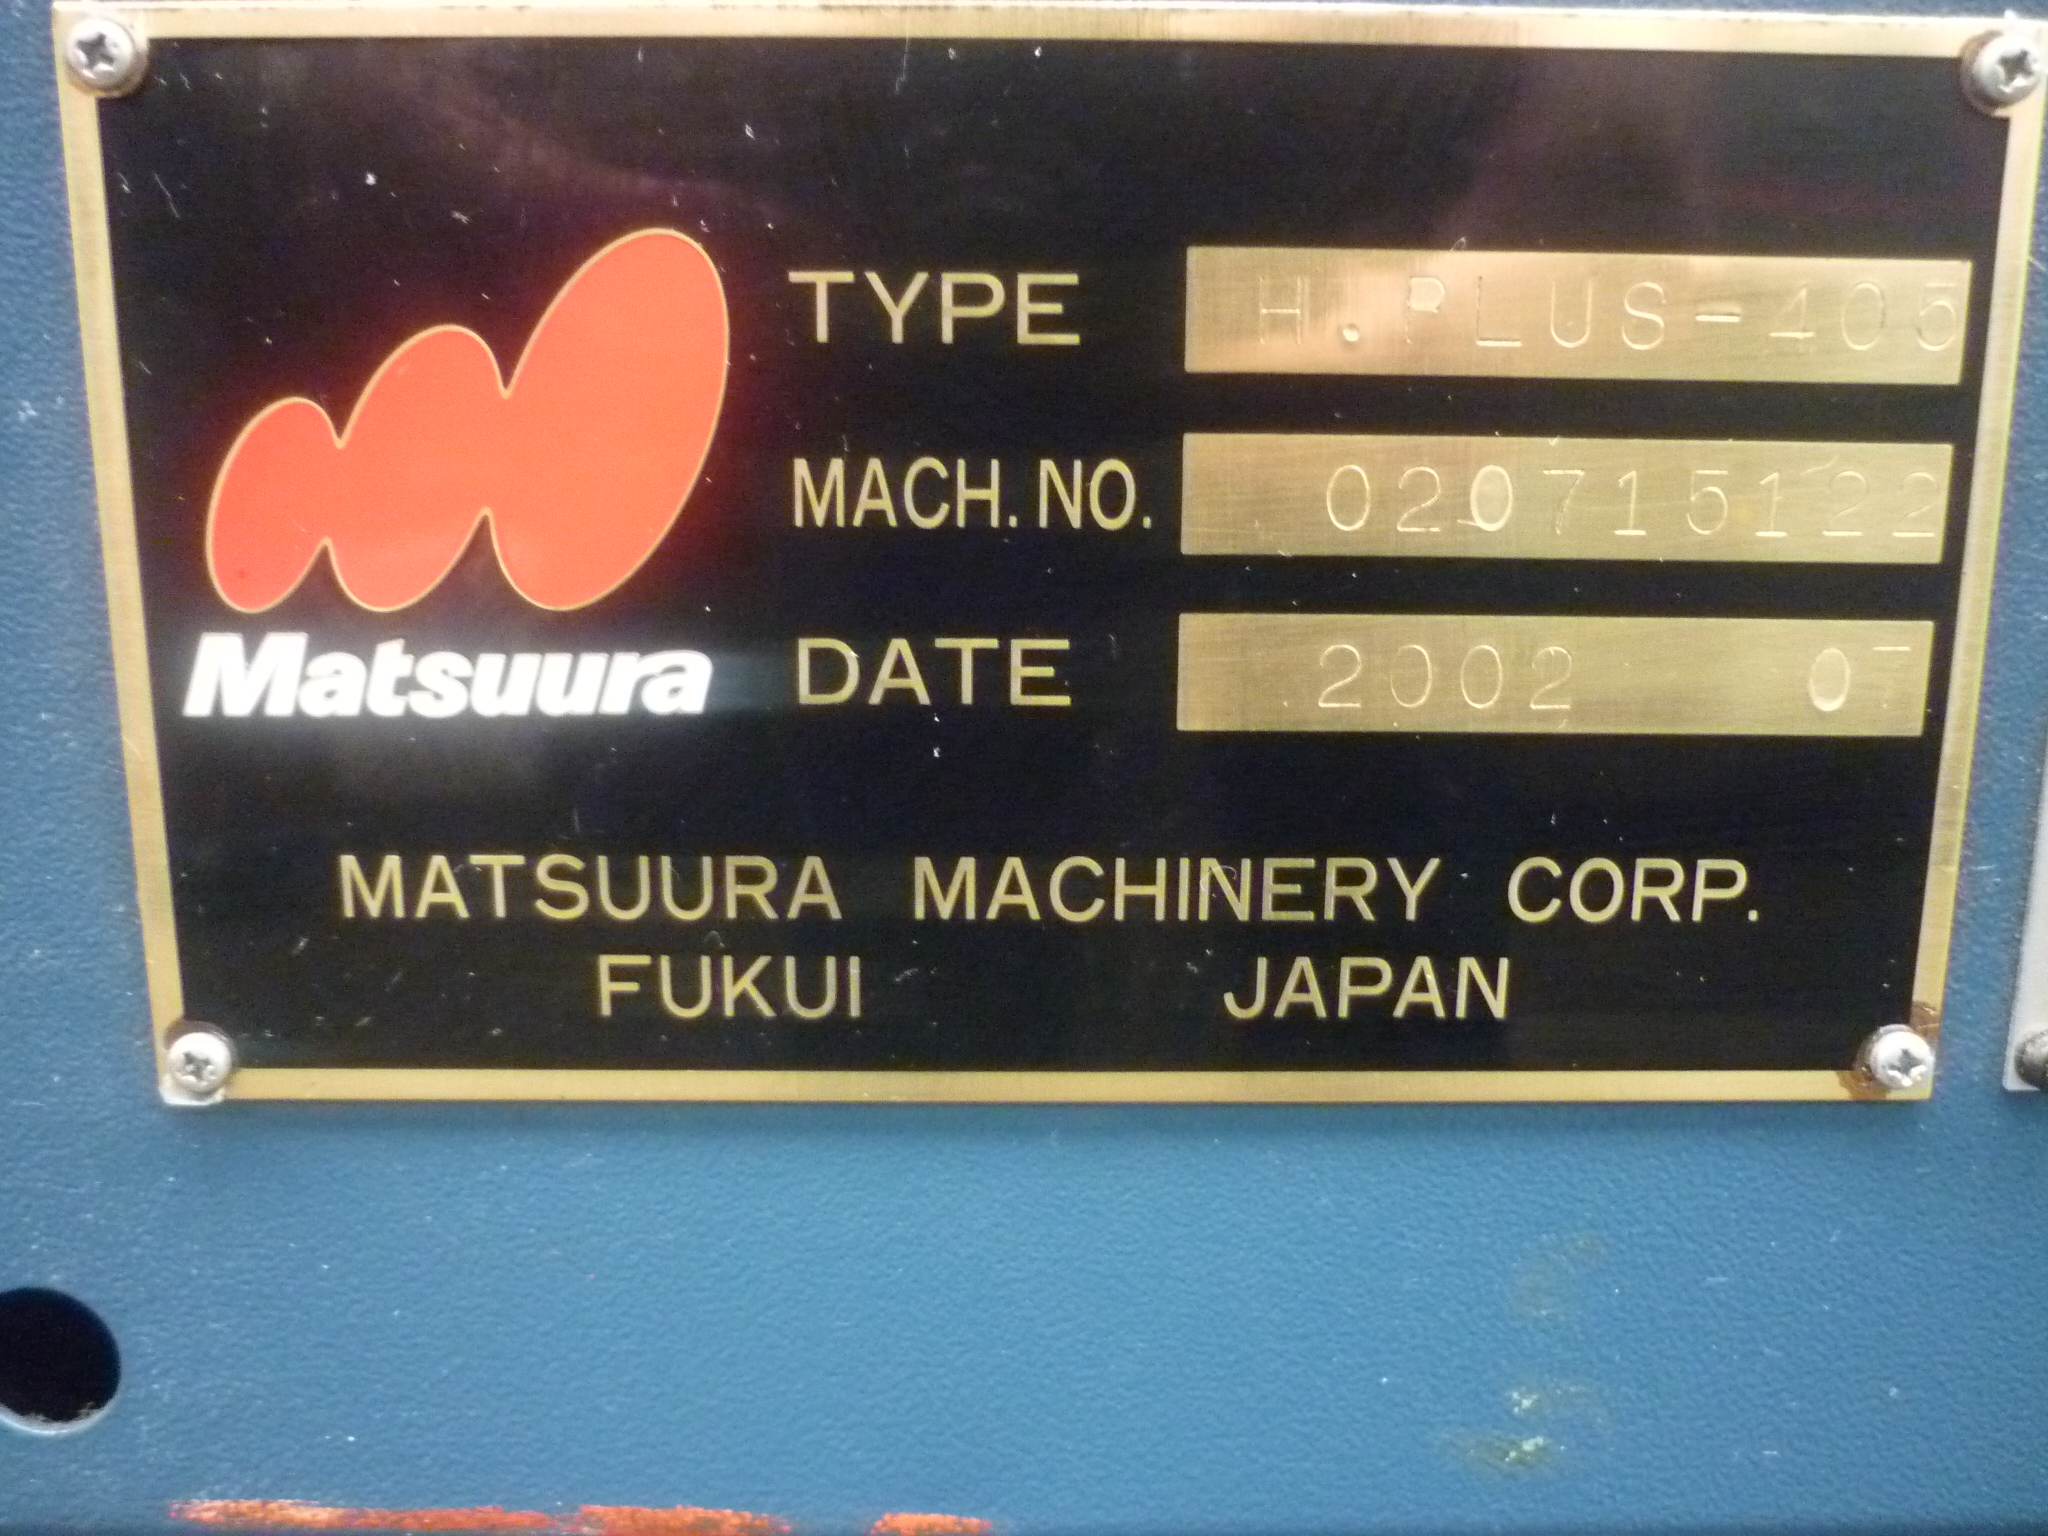 TYPE H.PLUS-405
MACH. NO. 020715122
Matsuura DATE 2002 07
MATSUURA MACHINERY CORP.
FUKUI JAPAN